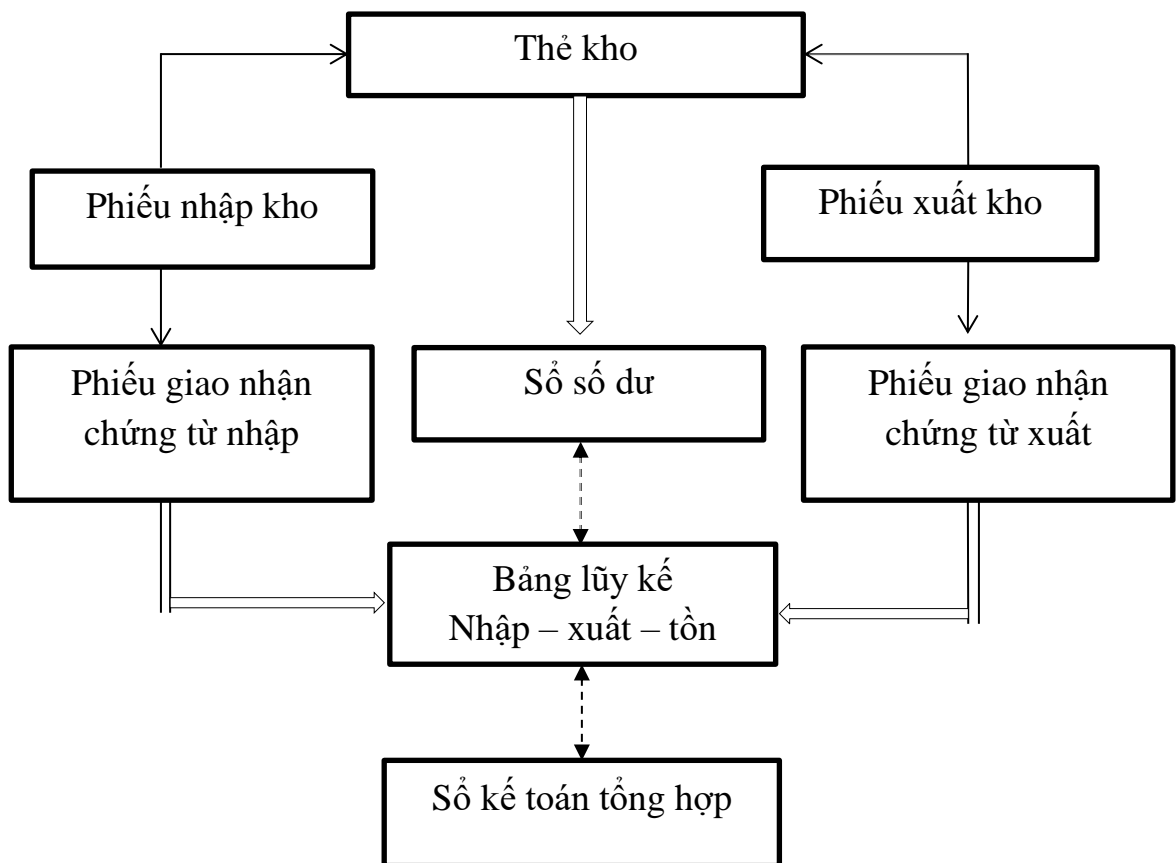 Thẻ kho
Phiếu nhập kho
Phiếu xuất kho
Phiếu giao nhận
chứng từ nhập
Sổ số dư
Phiếu giao nhận
chứng từ xuất
Bảng lũy kế
Nhập – xuất – tồn
Sổ kế toán tổng hợp